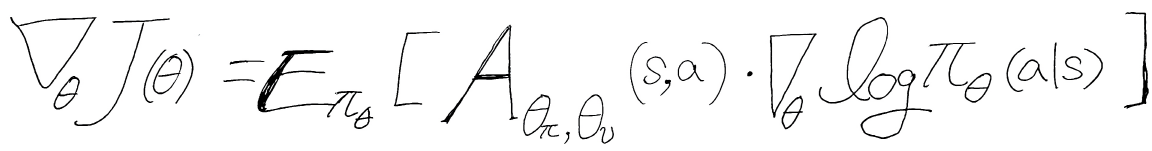 ∇_θ J(θ) = E_{π_θ} [ A_{θ_π, θ_v} (s,a) · ∇_θ log π_θ (a|s) ]